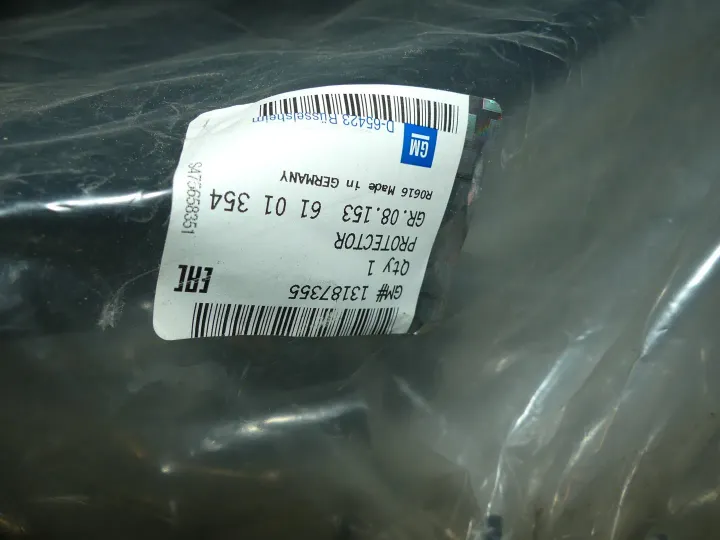 GM# 13187355
Qty 1
PROTECTOR
GR. 08.153 61 01 354
R0616 Made in GERMANY
GM
D-65423 Rüsselsheim
EAC
SA75658351